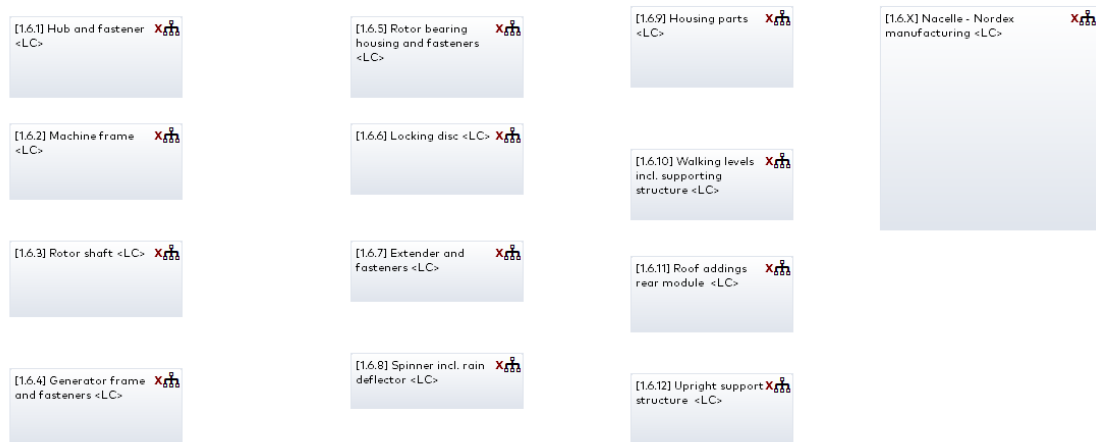 [1.6.1] Hub and fastener X
<LC>
[1.6.2] Machine frame X
<LC>
[1.6.3] Rotor shaft <LC> X
[1.6.4] Generator frame X
and fasteners <LC>
[1.6.5] Rotor bearing X
housing and fasteners
<LC>
[1.6.6] Locking disc <LC> X
[1.6.7] Extender and X
fasteners <LC>
[1.6.8] Spinner incl. rain X
deflector <LC>
[1.6.9] Housing parts X
<LC>
[1.6.10] Walking levels X
incl. supporting
structure <LC>
[1.6.11] Roof addings X
rear module <LC>
[1.6.12] Upright support X
structure <LC>
[1.6.X] Nacelle - Nordex X
manufacturing <LC>